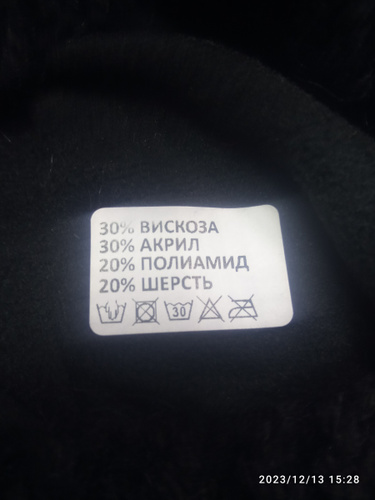 30% ВИСКОЗА
30% АКРИЛ
20% ПОЛИАМИД
20% ШЕРСТЬ
30
2023/12/13 15:28